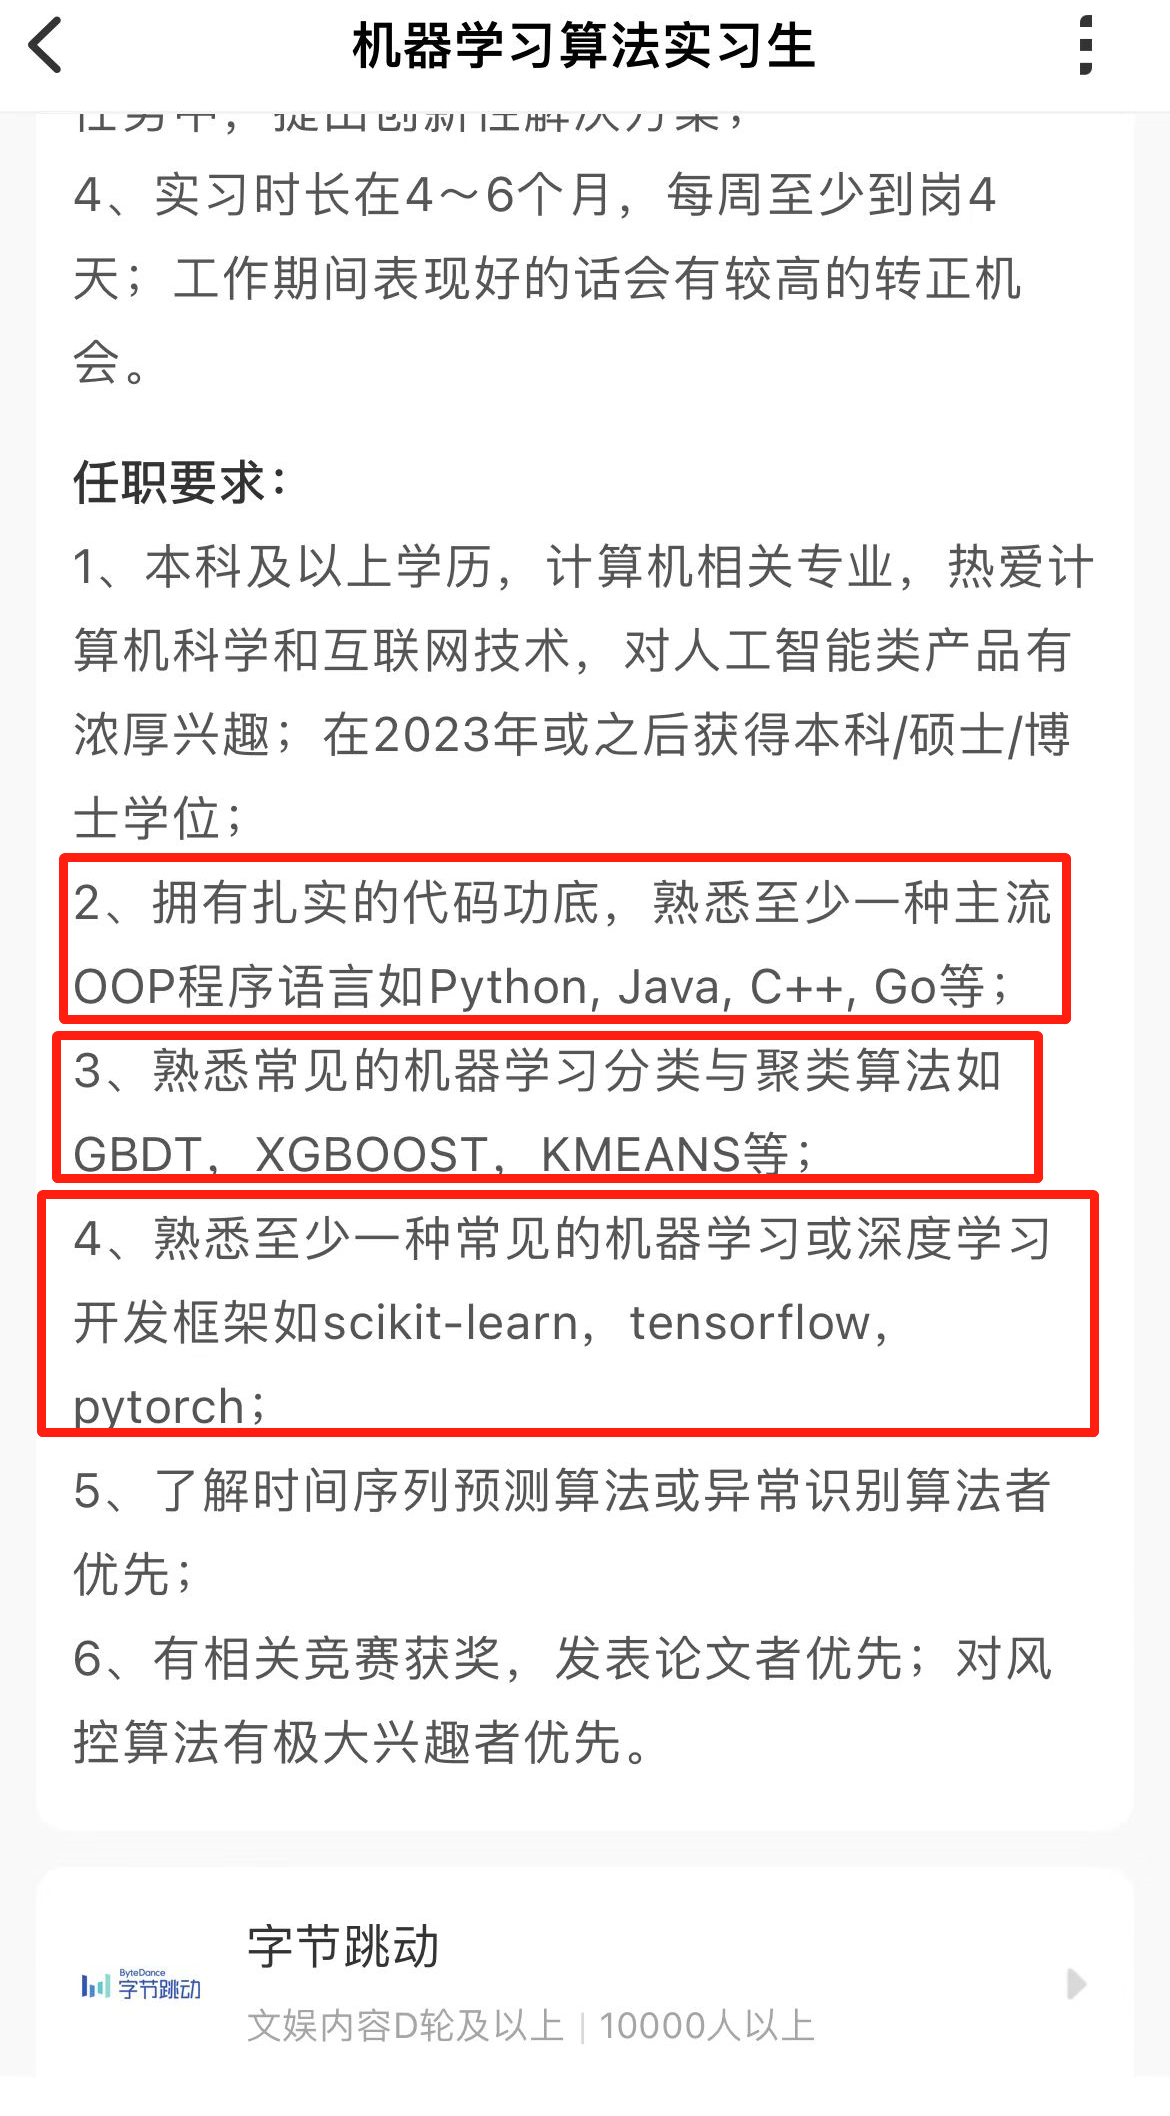 机器学习算法实习生
任务中，提出创新性解决方案；
4、实习时长在4～6个月，每周至少到岗4
天；工作期间表现好的话会有较高的转正机
会。
任职要求：
1、本科及以上学历，计算机相关专业，热爱计
算机科学和互联网技术，对人工智能类产品有
浓厚兴趣；在2023年或之后获得本科/硕士/博
士学位；
2、拥有扎实的代码功底，熟悉至少一种主流
OOP程序语言如Python, Java, C++, Go等；
3、熟悉常见的机器学习分类与聚类算法如
GBDT，XGBOOST，KMEANS等；
4、熟悉至少一种常见的机器学习或深度学习
开发框架如scikit-learn，tensorflow，
pytorch；
5、了解时间序列预测算法或异常识别算法者
优先；
6、有相关竞赛获奖，发表论文者优先；对风
控算法有极大兴趣者优先。
字节跳动
ByteDance
字节跳动
文娱内容D轮及以上｜10000人以上